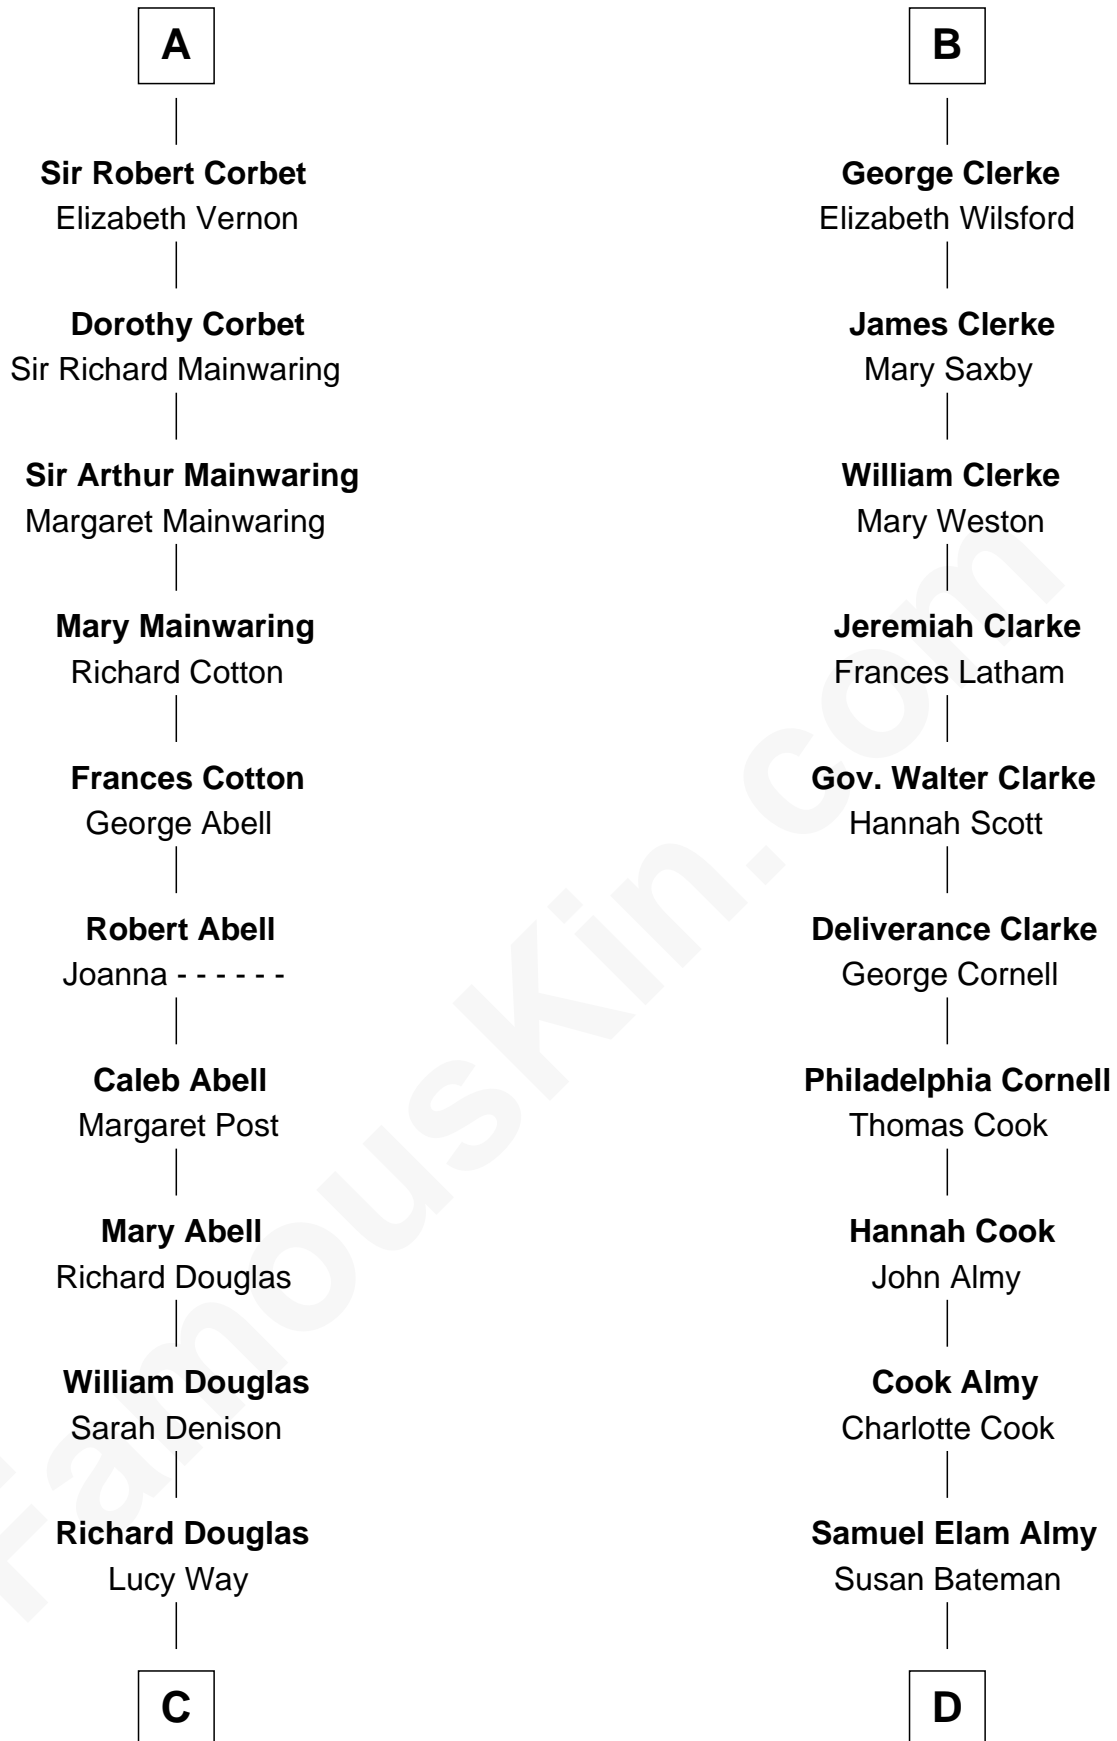 A
Sir Robert Corbet
Elizabeth Vernon
Dorothy Corbet
Sir Richard Mainwaring
Sir Arthur Mainwaring
Margaret Mainwaring
Mary Mainwaring
Richard Cotton
Frances Cotton
George Abell
Robert Abell
Joanna - - - - - -
Caleb Abell
Margaret Post
Mary Abell
Richard Douglas
William Douglas
Sarah Denison
Richard Douglas
Lucy Way
C
B
George Clerke
Elizabeth Wilsford
James Clerke
Mary Saxby
William Clerke
Mary Weston
Jeremiah Clarke
Frances Latham
Gov. Walter Clarke
Hannah Scott
Deliverance Clarke
George Cornell
Philadelphia Cornell
Thomas Cook
Hannah Cook
John Almy
Cook Almy
Charlotte Cook
Samuel Elam Almy
Susan Bateman
D
FamousKin.com